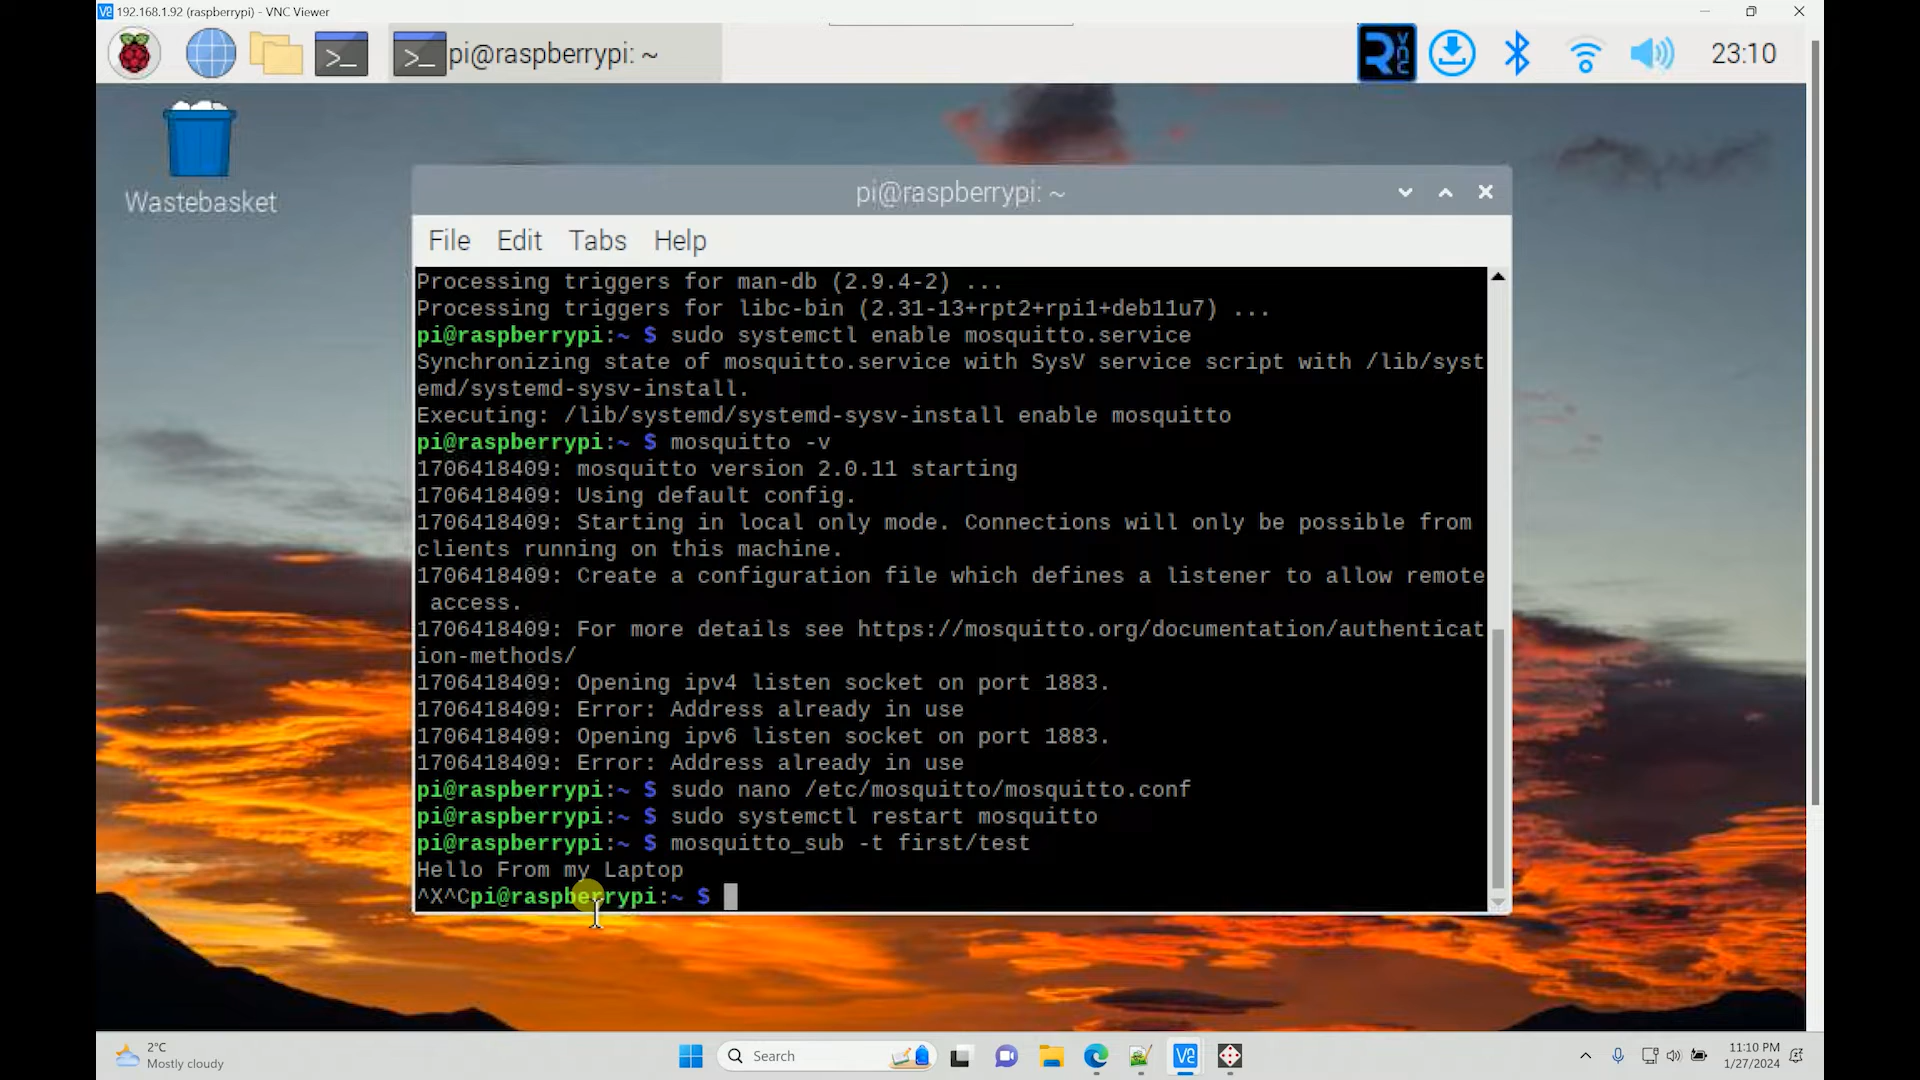 192.168.1.92 (raspberrypi) - VNC Viewer
pi@raspberrypi: ~
23:10
Wastebasket
pi@raspberrypi: ~
File Edit Tabs Help
Processing triggers for man-db (2.9.4-2) ...
Processing triggers for libc-bin (2.31-13+rpt2+rpi1+deb11u7) ...
pi@raspberrypi:~ $ sudo systemctl enable mosquitto.service
Synchronizing state of mosquitto.service with SysV service script with /lib/syst
emd/systemd-sysv-install.
Executing: /lib/systemd/systemd-sysv-install enable mosquitto
pi@raspberrypi:~ $ mosquitto -v
1706418409: mosquitto version 2.0.11 starting
1706418409: Using default config.
1706418409: Starting in local only mode. Connections will only be possible from
clients running on this machine.
1706418409: Create a configuration file which defines a listener to allow remote
access.
1706418409: For more details see https://mosquitto.org/documentation/authenticat
ion-methods/
1706418409: Opening ipv4 listen socket on port 1883.
1706418409: Error: Address already in use
1706418409: Opening ipv6 listen socket on port 1883.
1706418409: Error: Address already in use
pi@raspberrypi:~ $ sudo nano /etc/mosquitto/mosquitto.conf
pi@raspberrypi:~ $ sudo systemctl restart mosquitto
pi@raspberrypi:~ $ mosquitto_sub -t first/test
Hello From my Laptop
^X^Cpi@raspberrypi:~ $
2°C
Mostly cloudy
Search
11:10 PM
1/27/2024